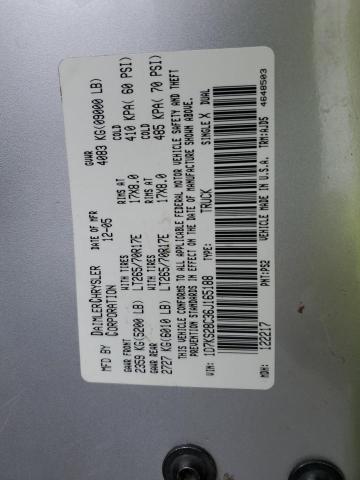 MFD BY DAIMLERCHRYSLER CORPORATION DATE OF MFR 12-05 GVWR 4083 KG(09000 LB)
GAWR FRONT 2359 KG(5200 LB) WITH TIRES LT265/70R17E RIMS AT 17X8.0 COLD 410 KPA( 60 PSI)
GAWR REAR 2727 KG(6010 LB) WITH TIRES LT265/70R17E RIMS AT 17X8.0 COLD 485 KPA( 70 PSI)
THIS VEHICLE CONFORMS TO ALL APPLICABLE FEDERAL MOTOR VEHICLE SAFETY AND THEFT
PREVENTION STANDARDS IN EFFECT ON THE DATE OF MANUFACTURE SHOWN ABOVE.
VIN: 1D7KS28C36J165188 TYPE: TRUCK SINGLE X DUAL
MDH: 122217 PNT: PS2 VEHICLE MADE IN U.S.A. TRM: AJD5 4648503